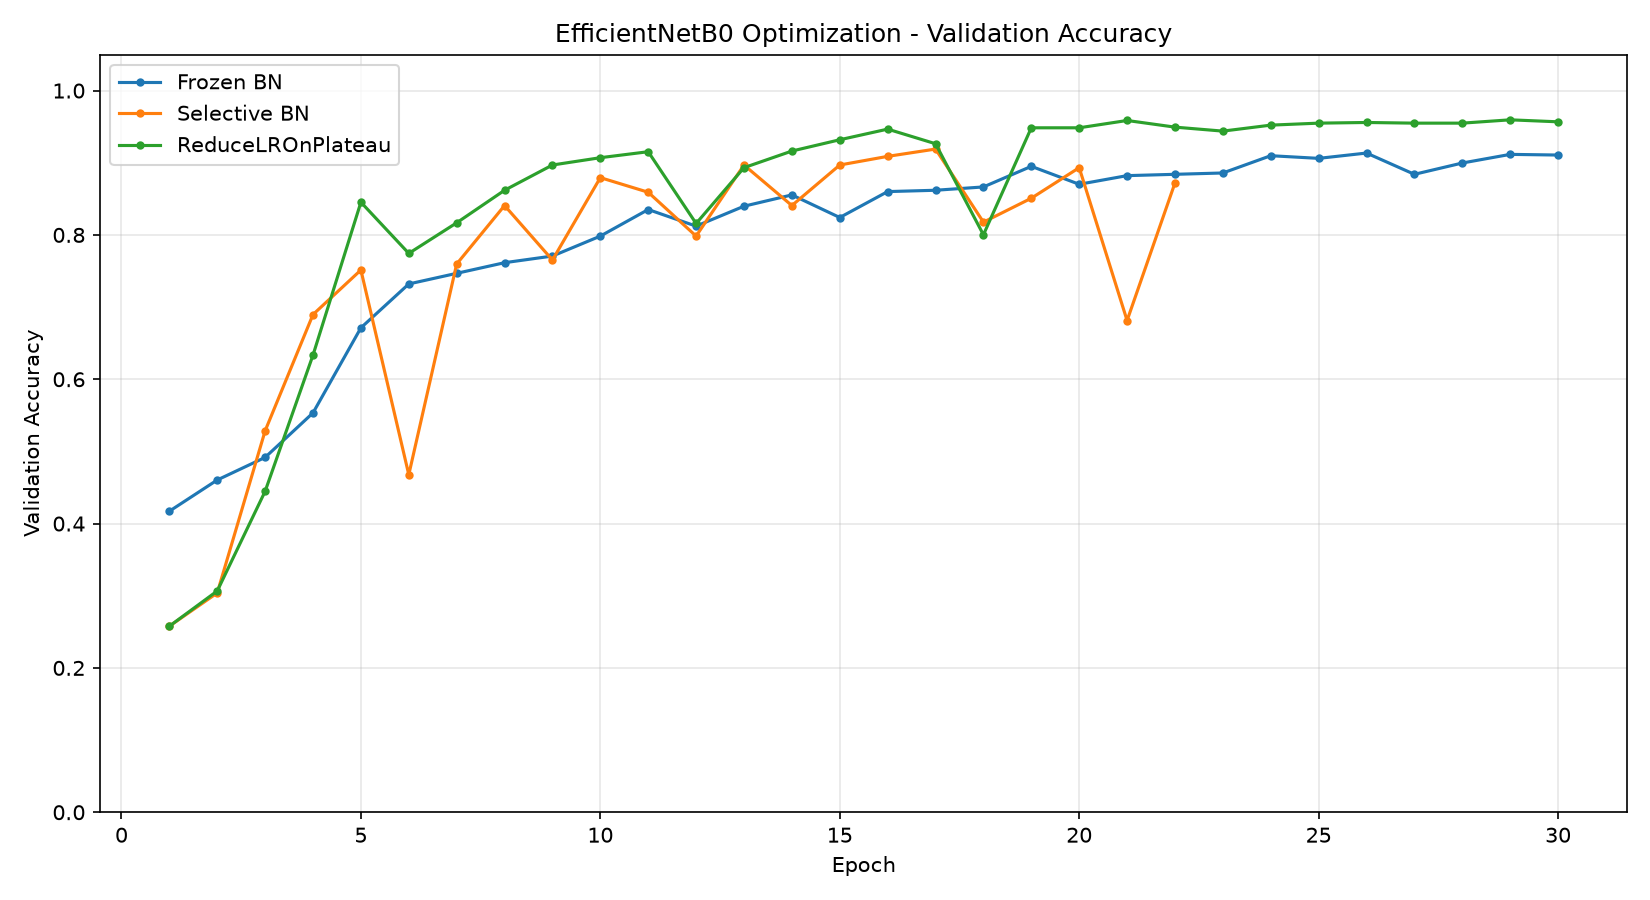 EfficientNetB0 Optimization - Validation Accuracy
Frozen BN
Selective BN
ReduceLROnPlateau
Validation Accuracy
1.0
0.8
0.6
0.4
0.2
0.0
0 5 10 15 20 25 30
Epoch